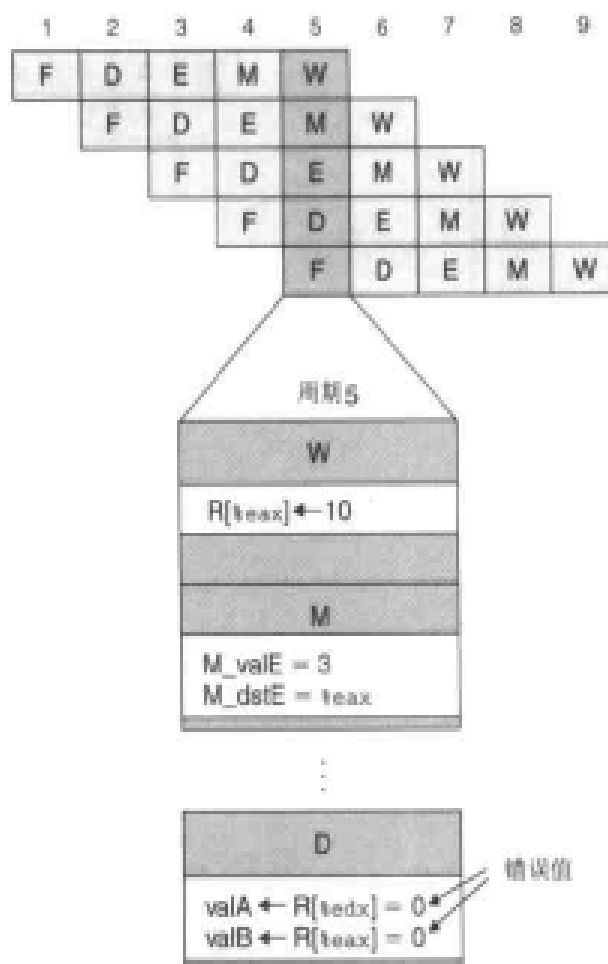 1 2 3 4 5 6 7 8 9
F D E M W
F D E M W
F D E M W
F D E M W
F D E M W
周期5
W
R[%eax]←10
M
M_valE = 3
M_dstE = %eax
D
valA ← R[%edx] = 0
valB ← R[%eax] = 0
错误值